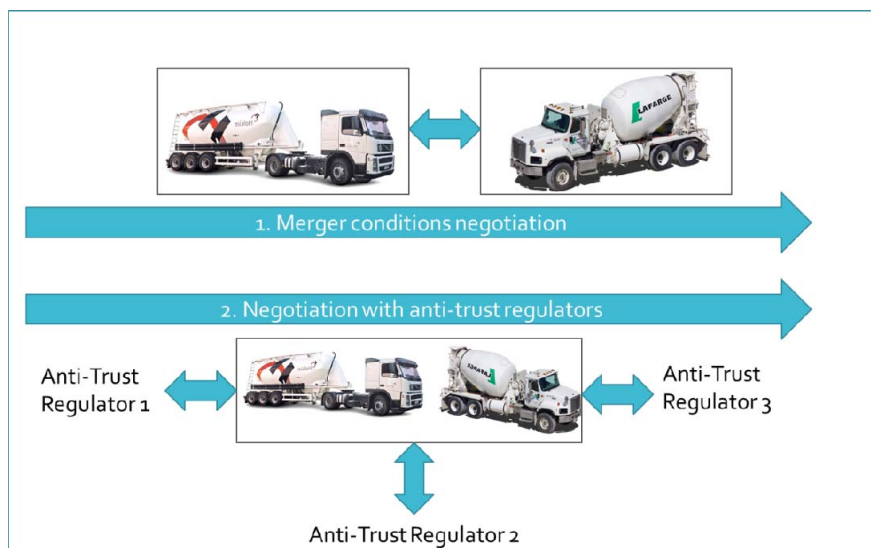 LAFARGE
1. Merger conditions negotiation
2. Negotiation with anti-trust regulators
Anti-Trust
Regulator 1
LAFARGE
Anti-Trust
Regulator 3
Anti-Trust Regulator 2